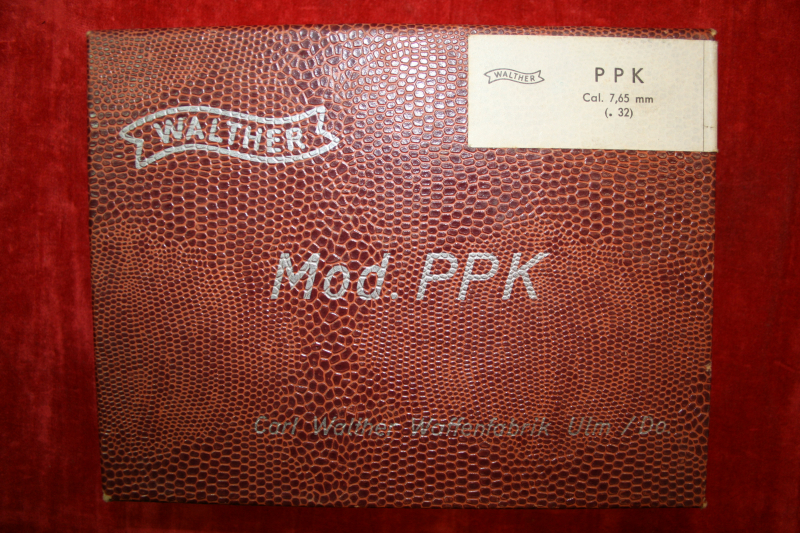 WALTHER
PPK
Cal. 7,65 mm
(. 32)
WALTHER
Mod. PPK
Carl Walther Waffenfabrik Ulm/Do